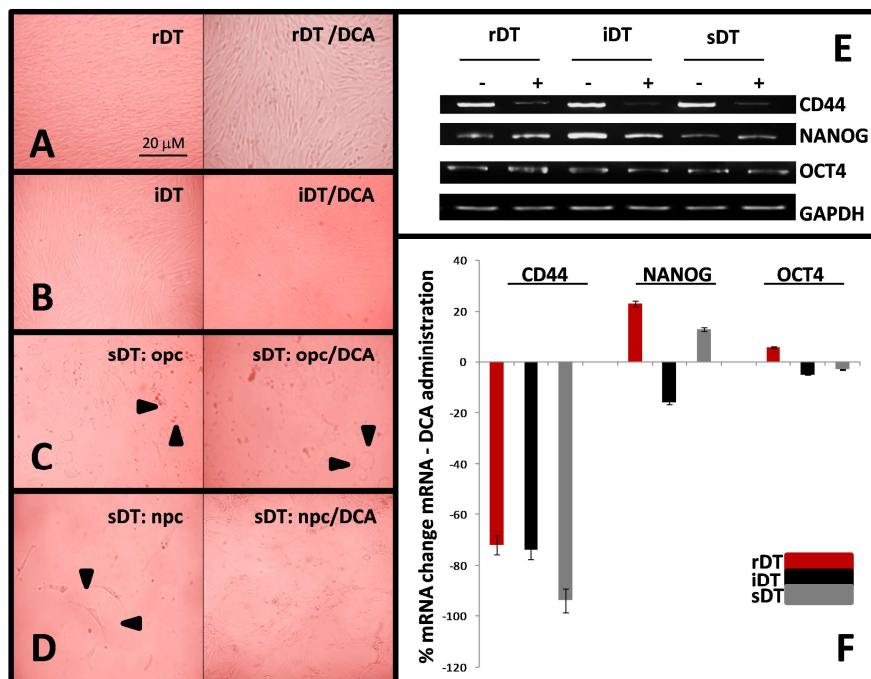 rDT
rDT /DCA
A
20 μM
iDT
iDT/DCA
B
sDT: opc
sDT: opc/DCA
C
sDT: npc
sDT: npc/DCA
D
rDT iDT sDT
E
- + - + - +
CD44
NANOG
OCT4
GAPDH
% mRNA change mRNA - DCA administration
40
20
0
-20
-40
-60
-80
-100
-120
CD44 NANOG OCT4
rDT
iDT
sDT
F